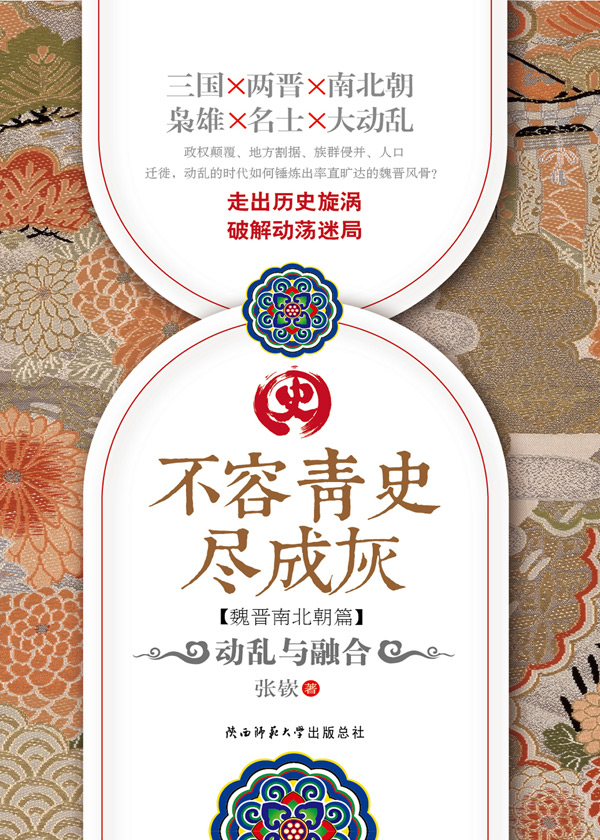 三国×两晋×南北朝
枭雄×名士×大动乱
政权颠覆、地方割据、族群侵并、人口
迁徙，动乱的时代如何锤炼出率直旷达的魏晋风骨？
走出历史旋涡
破解动荡迷局
史
不容青史
尽成灰
【魏晋南北朝篇】
动乱与融合
张嵚 著
陕西师范大学出版总社